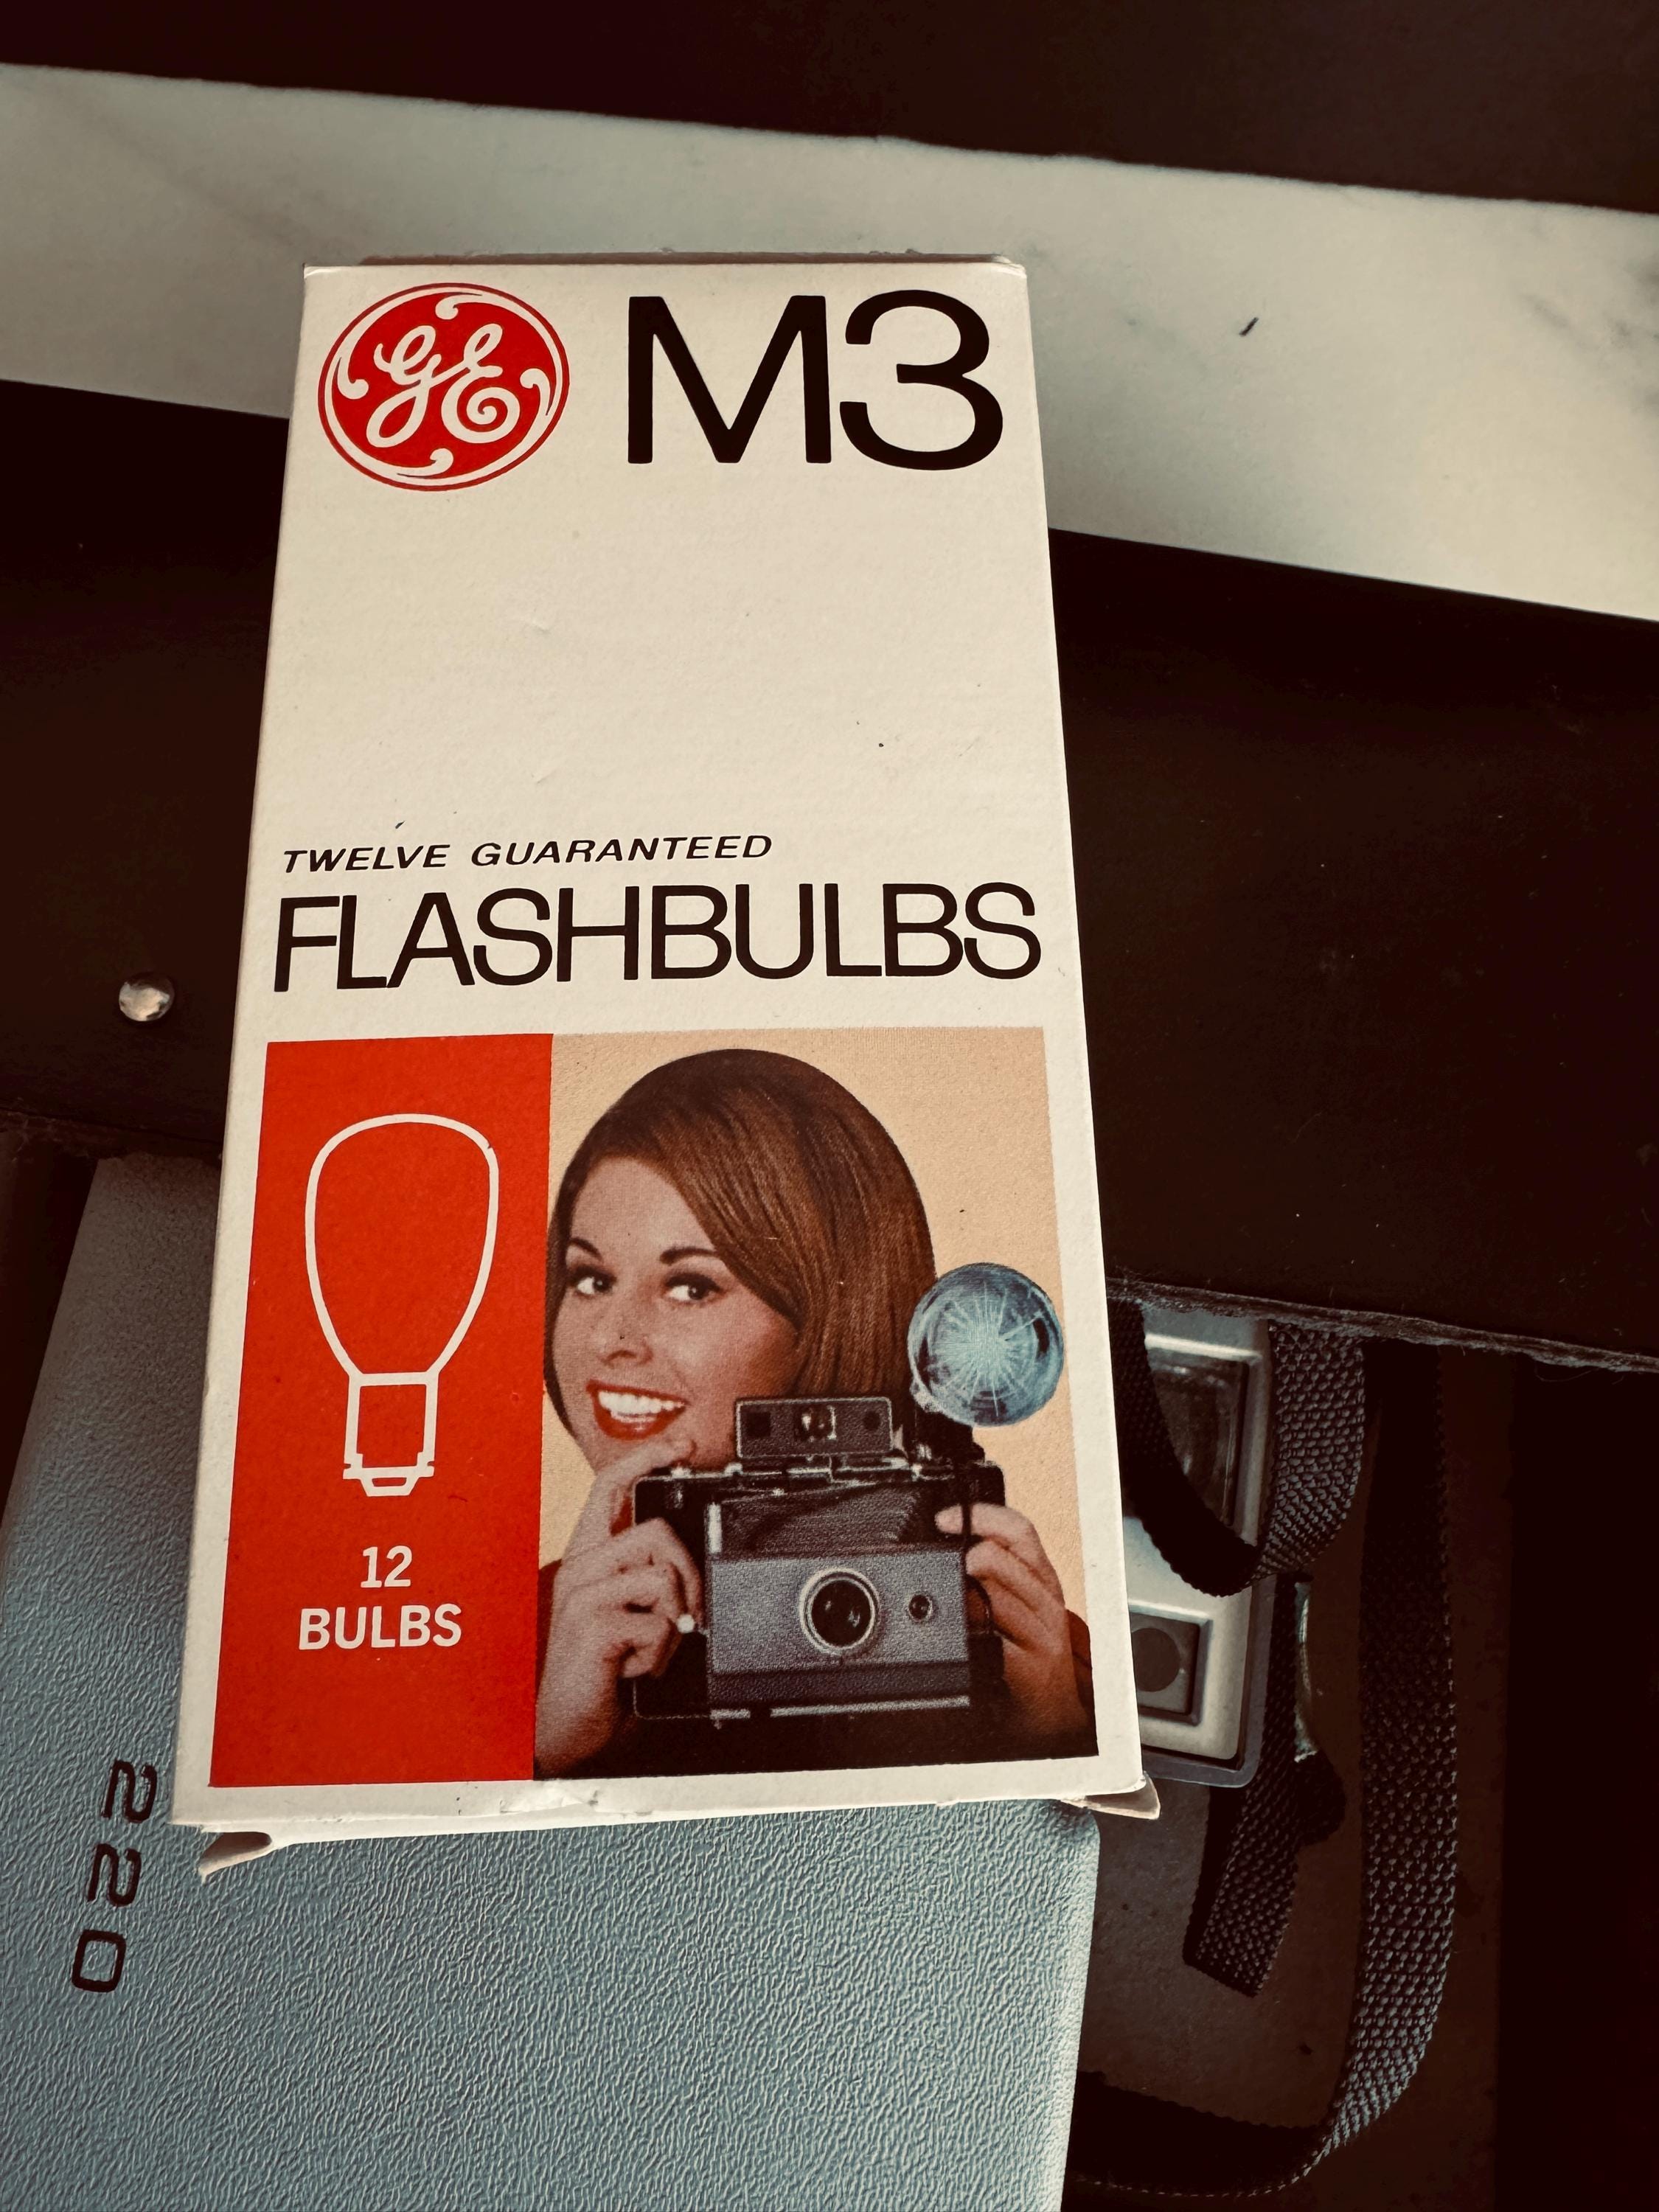 GE M3
TWELVE GUARANTEED
FLASHBULBS
12
BULBS
220